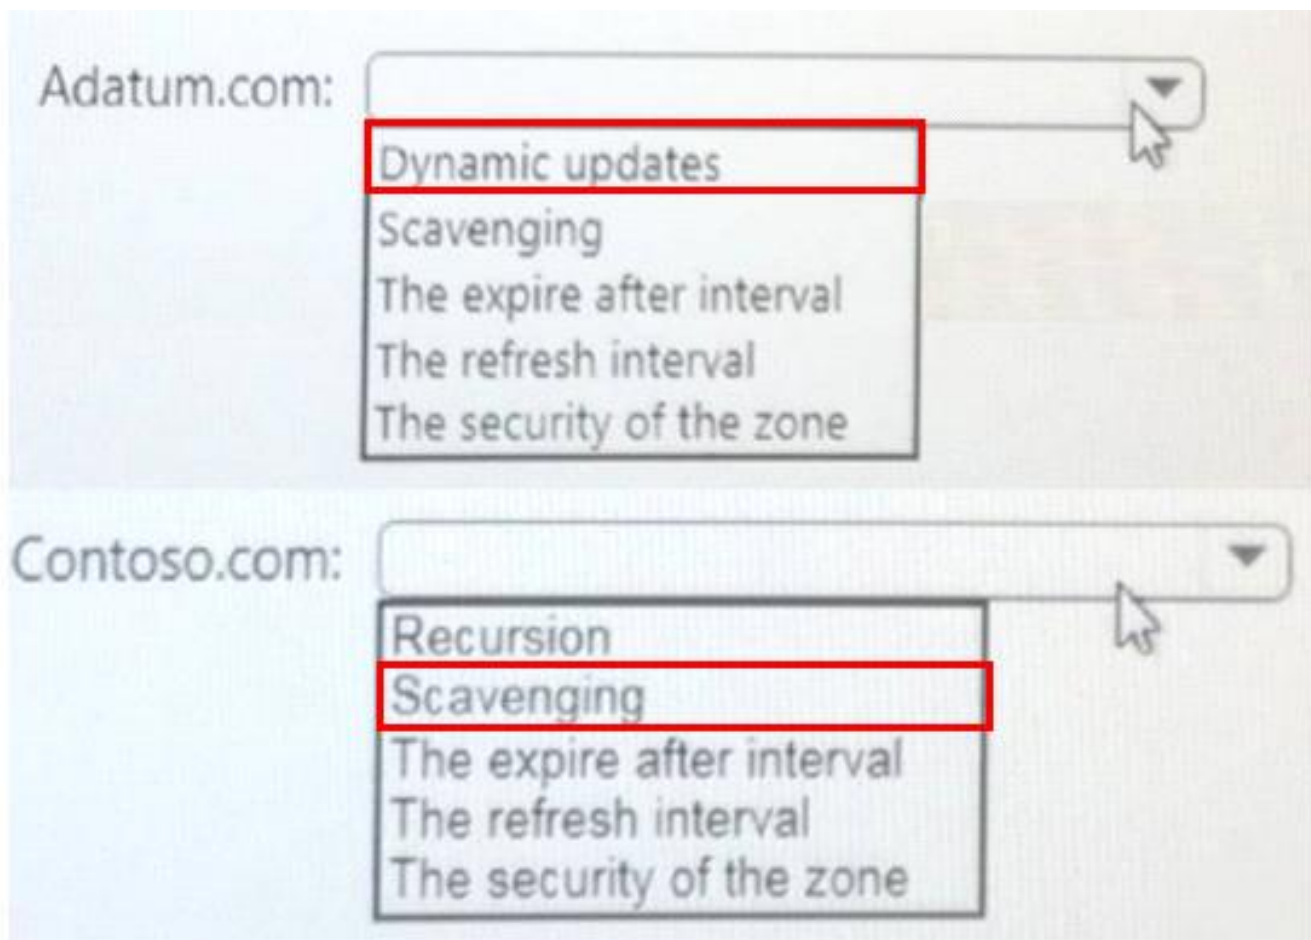 Adatum.com:
Dynamic updates
Scavenging
The expire after interval
The refresh interval
The security of the zone
Contoso.com:
Recursion
Scavenging
The expire after interval
The refresh interval
The security of the zone